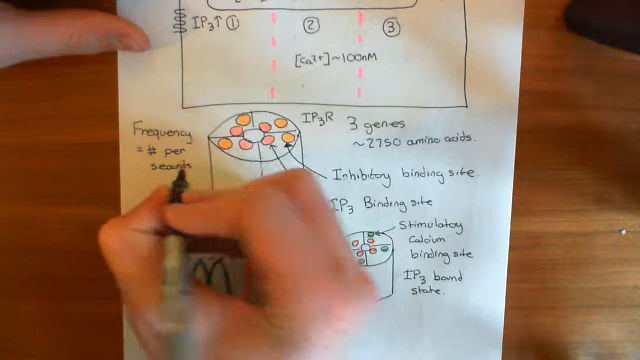 IP₃↑ ① ② ③
[Ca²⁺]~100nM
IP₃R
3 genes
~2750 amino acids.
Frequency
= # per
seconds
Inhibitory binding site.
IP₃ Binding site
Stimulatory
Calcium
binding site
IP₃ bound
state.